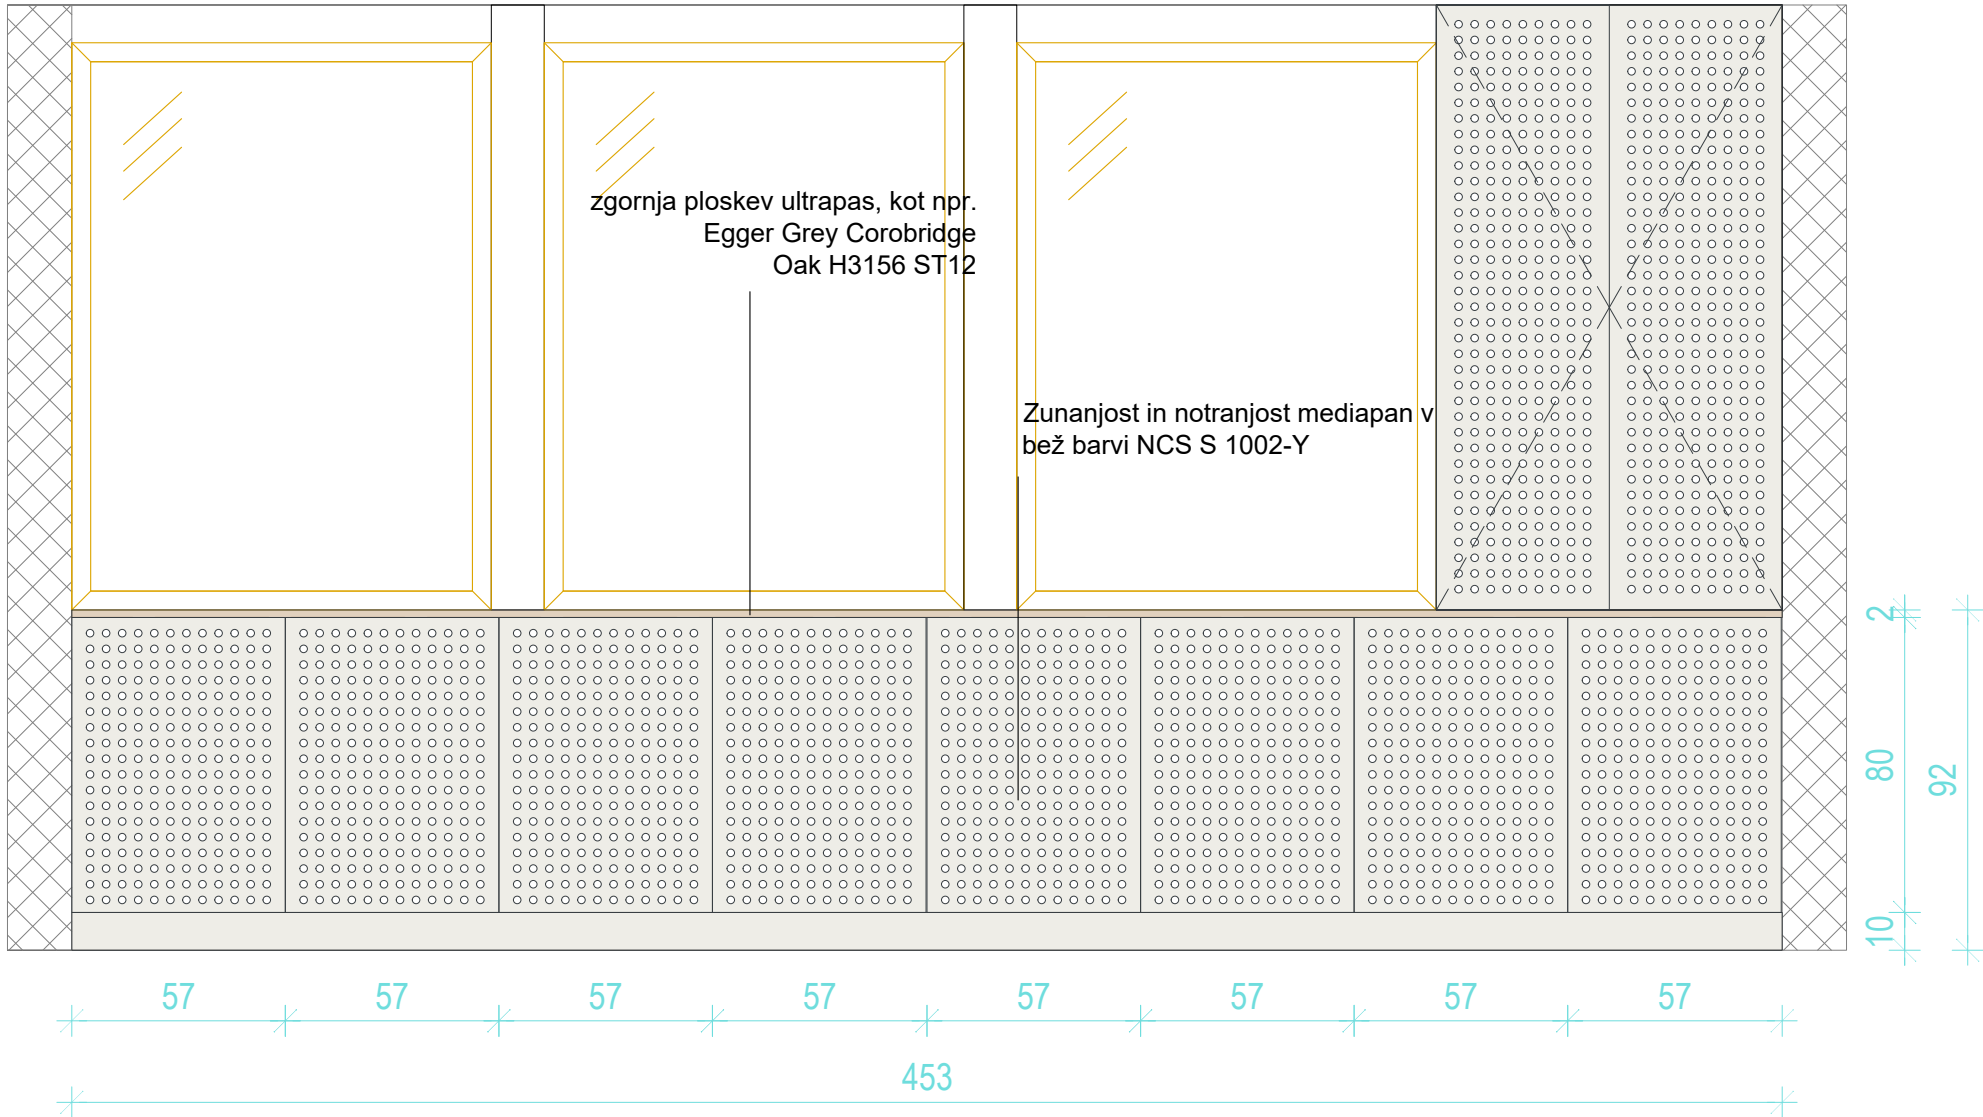 zgornja ploskev ultrapas, kot npr.
Egger Grey Corobridge
Oak H3156 ST12
Zunanjost in notranjost mediapan v
bež barvi NCS S 1002-Y
2
80
92
10
57 57 57 57 57 57 57 57
453